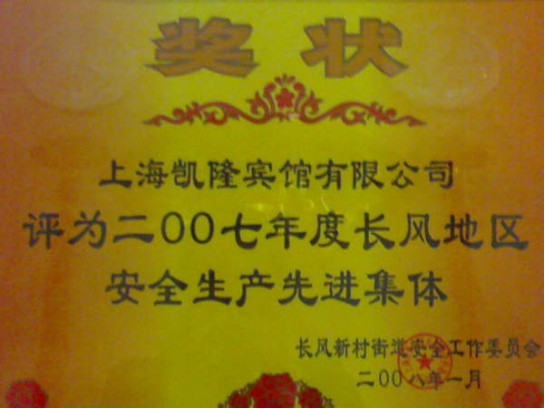 奖状
上海凯隆宾馆有限公司
评为二00七年度长风地区
安全生产先进集体
长风新村街道安全工作委员会
二00八年一月